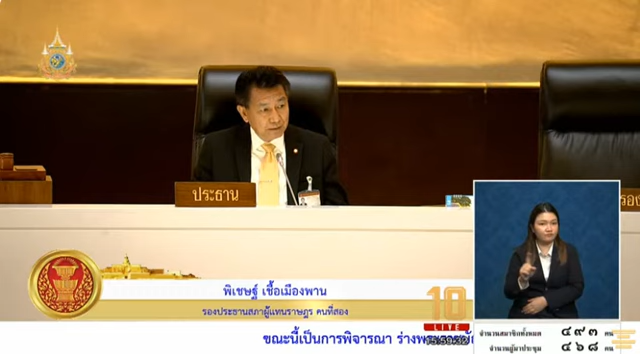 ประธาน
รอง
พิเชษฐ์ เชื้อเมืองพาน
รองประธานสภาผู้แทนราษฎร คนที่สอง
10
LIVE
ขณะนี้เป็นการพิจารณา ร่างพระราช
จำนวนสมาชิกทั้งหมด ๔๙๓ คน
จำนวนผู้มาประชุม ๔๖๘ คน